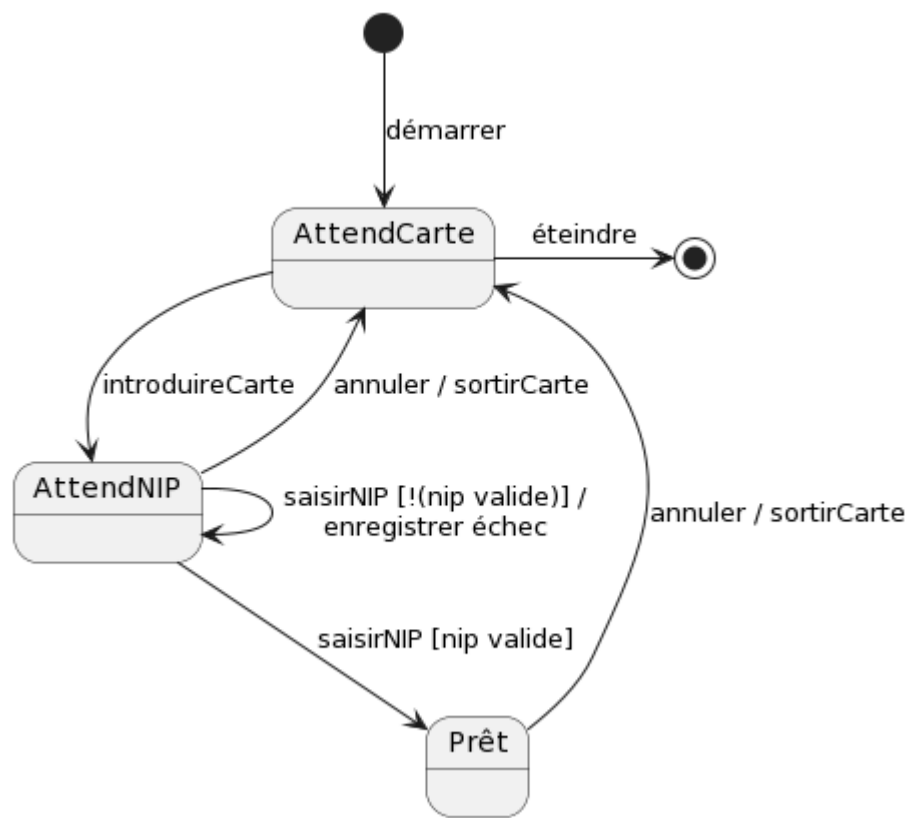 démarrer
AttendCarte
éteindre
introduireCarte
annuler / sortirCarte
AttendNIP
saisirNIP [!(nip valide)] /
enregistrer échec
annuler / sortirCarte
saisirNIP [nip valide]
Prêt